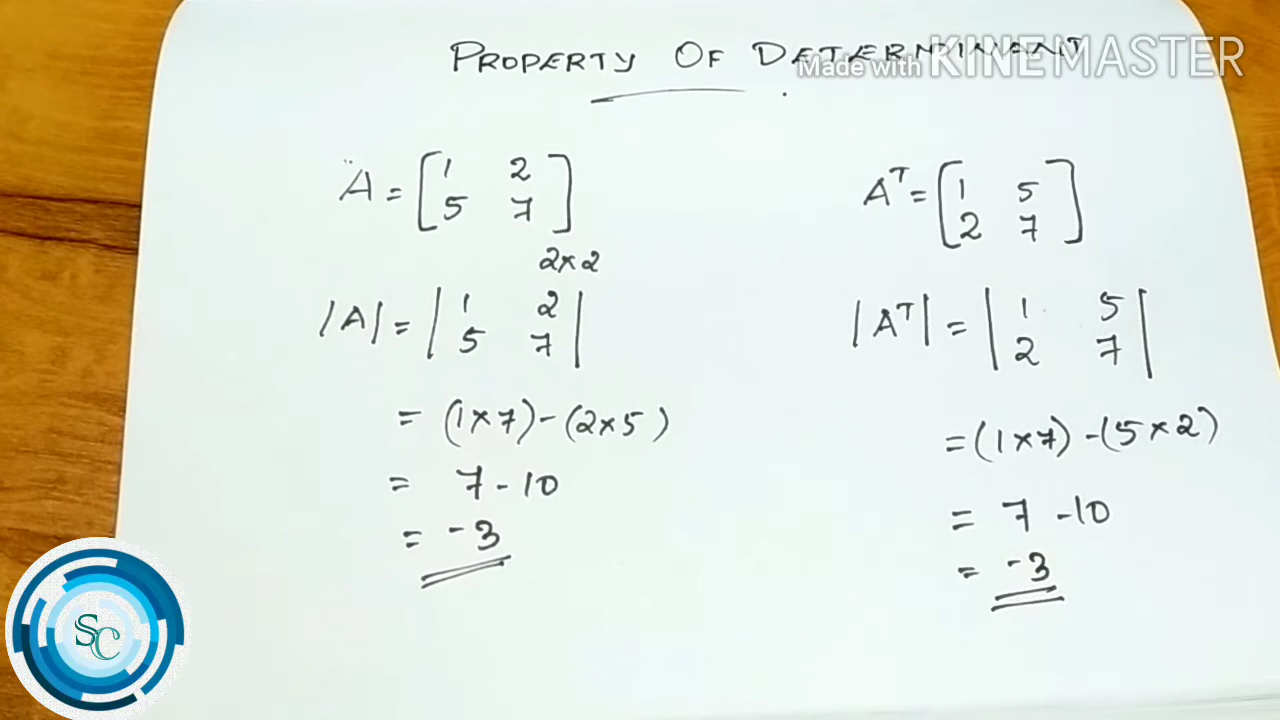 PROPERTY OF DETERMINANT
Made with KINEMASTER
A = [1 2
5 7]
2×2
|A| = |1 2
5 7|
= (1×7) - (2×5)
= 7 - 10
= -3
Aᵀ = [1 5
2 7]
|Aᵀ| = |1 5
2 7|
= (1×7) - (5×2)
= 7 - 10
= -3
SC